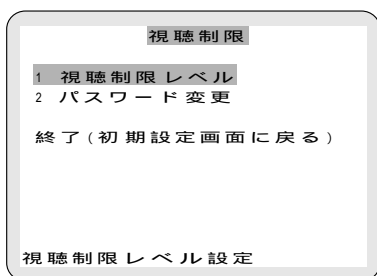 視聴制限
1 視聴制限レベル
2 パスワード変更
終了(初期設定画面に戻る)
視聴制限レベル設定